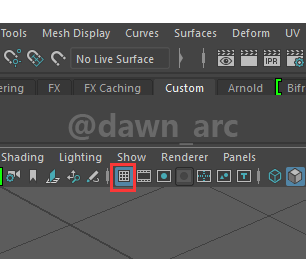 Tools Mesh Display Curves Surfaces Deform UV
No Live Surface IPR
ering FX FX Caching Custom Arnold Bifr
@dawn_arc
Shading Lighting Show Renderer Panels